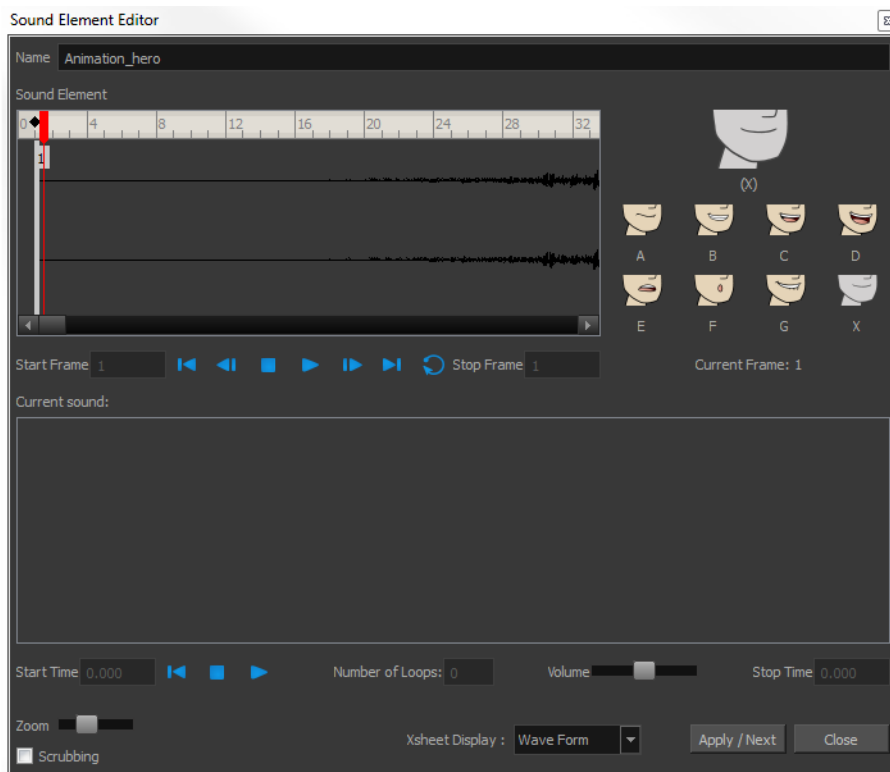 Sound Element Editor
Name Animation_hero
Sound Element
0 4 8 12 16 20 24 28 32
1
(X)
A B C D
E F G X
Start Frame 1 Stop Frame 1 Current Frame: 1
Current sound:
Start Time 0.000 Number of Loops: 0 Volume Stop Time 0.000
Zoom
Xsheet Display : Wave Form Apply / Next Close
Scrubbing